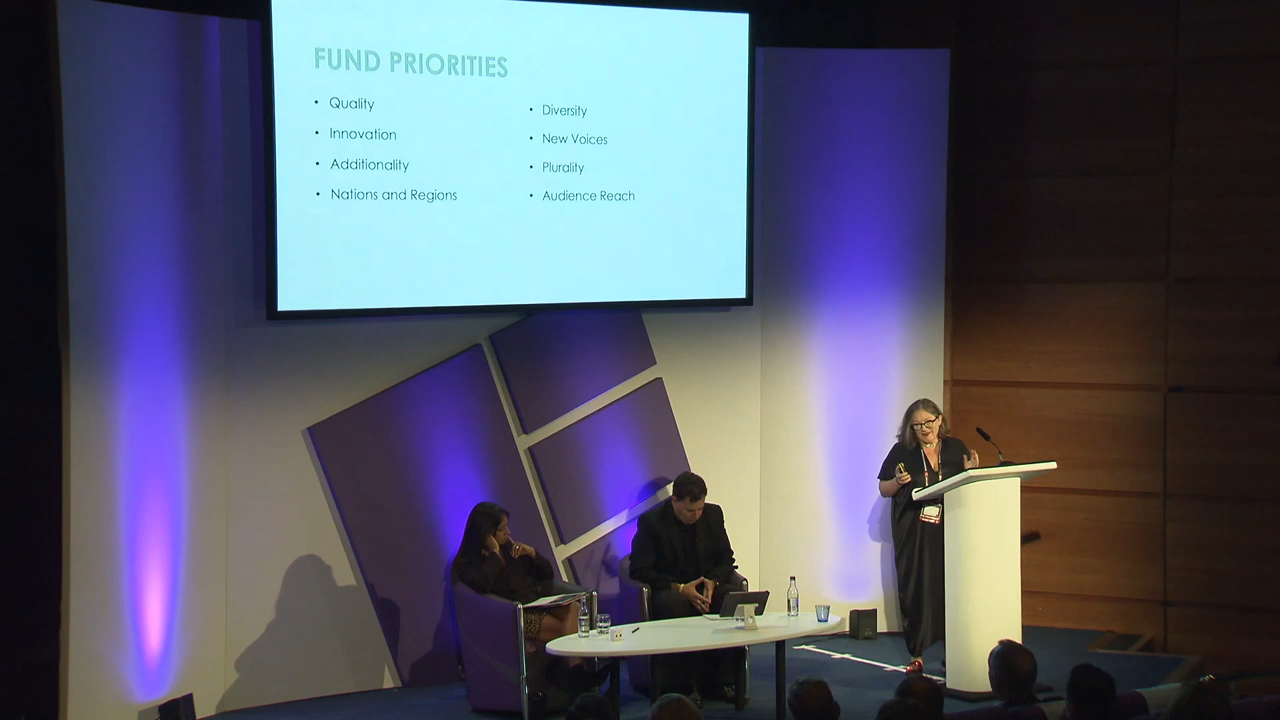 FUND PRIORITIES
• Quality
• Innovation
• Additionality
• Nations and Regions
• Diversity
• New Voices
• Plurality
• Audience Reach